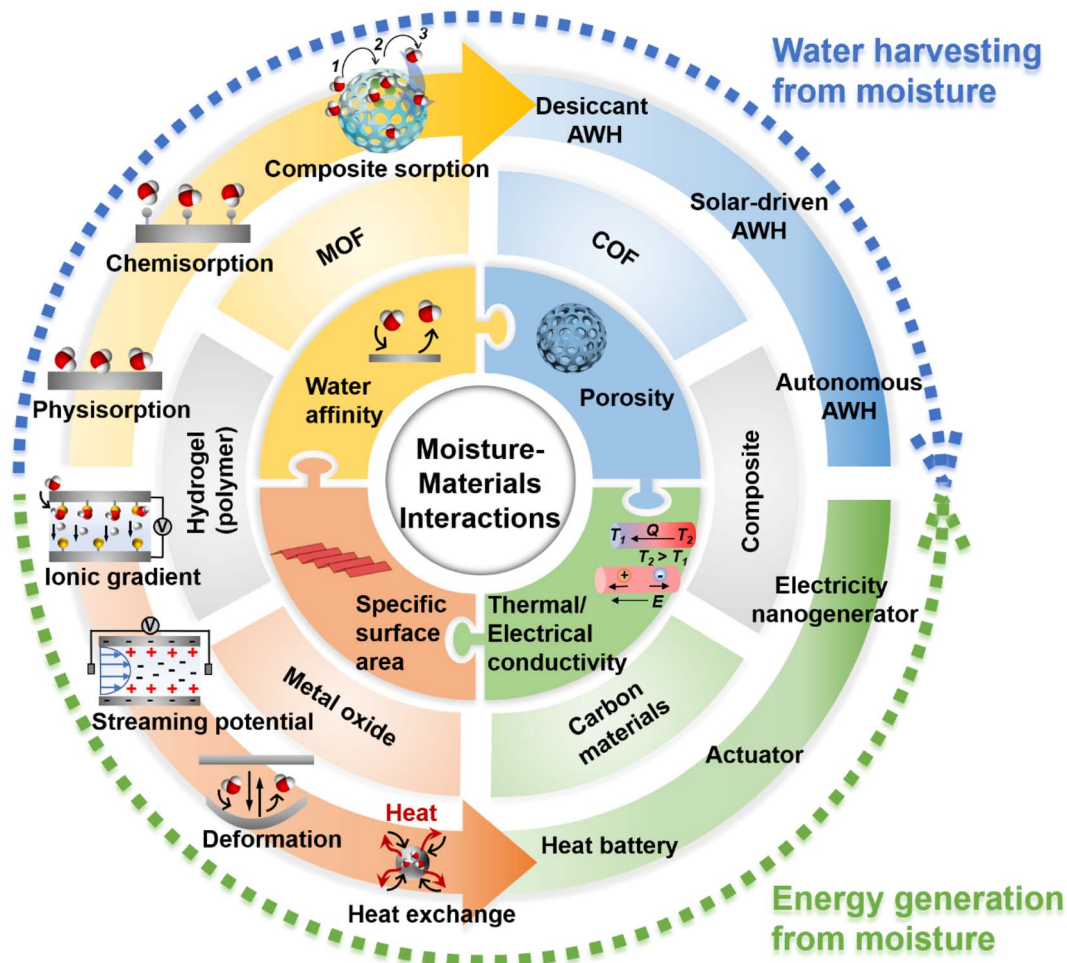 Water harvesting
from moisture
1
2
3
Composite sorption
Desiccant
AWH
Solar-driven
AWH
Autonomous
AWH
Chemisorption
Physisorption
MOF
COF
Hydrogel
(polymer)
Composite
Metal oxide
Carbon
materials
Water
affinity
Porosity
Moisture-
Materials
Interactions
Specific
surface
area
T1 Q T2
T2 > T1
+ -
E
Thermal/
Electrical
conductivity
V
Ionic gradient
V
- - - - -
+ + + + +
- - - -
- - - -
+ + + + +
- - - - -
Streaming potential
Deformation
Heat
Heat exchange
Electricity
nanogenerator
Actuator
Heat battery
Energy generation
from moisture